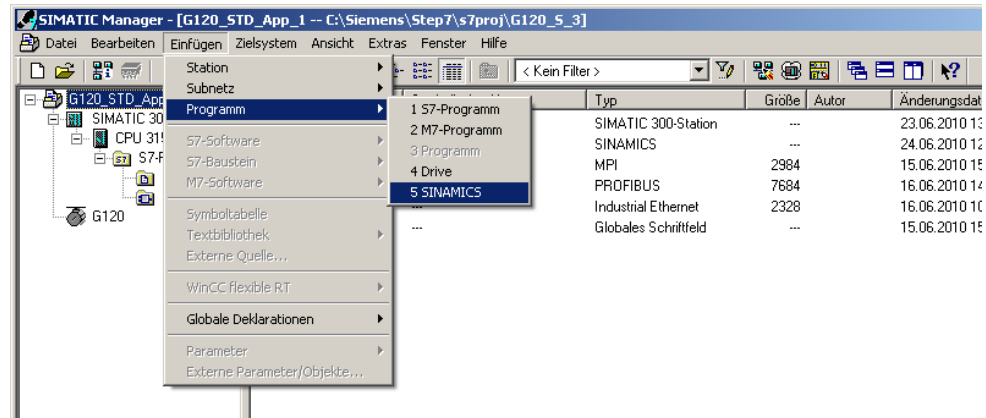 SIMATIC Manager - [G120_STD_App_1 -- C:\Siemens\Step7\s7proj\G120_S_3]
Datei Bearbeiten Einfügen Zielsystem Ansicht Extras Fenster Hilfe
< Kein Filter >
Station
Subnetz
Programm
S7-Software
S7-Baustein
M7-Software
Symboltabelle
Textbibliothek
Externe Quelle...
WinCC flexible RT
Globale Deklarationen
Parameter
Externe Parameter/Objekte...
1 S7-Programm
2 M7-Programm
3 Programm
4 Drive
5 SINAMICS
G120_STD_App
SIMATIC 30
CPU 31
S7-P
G120
Typ Größe Autor Änderungsdat
SIMATIC 300-Station --- 23.06.2010 13
SINAMICS --- 24.06.2010 12
MPI 2984 15.06.2010 15
PROFIBUS 7684 16.06.2010 14
--- Industrial Ethernet 2328 16.06.2010 10
--- Globales Schriftfeld --- 15.06.2010 15